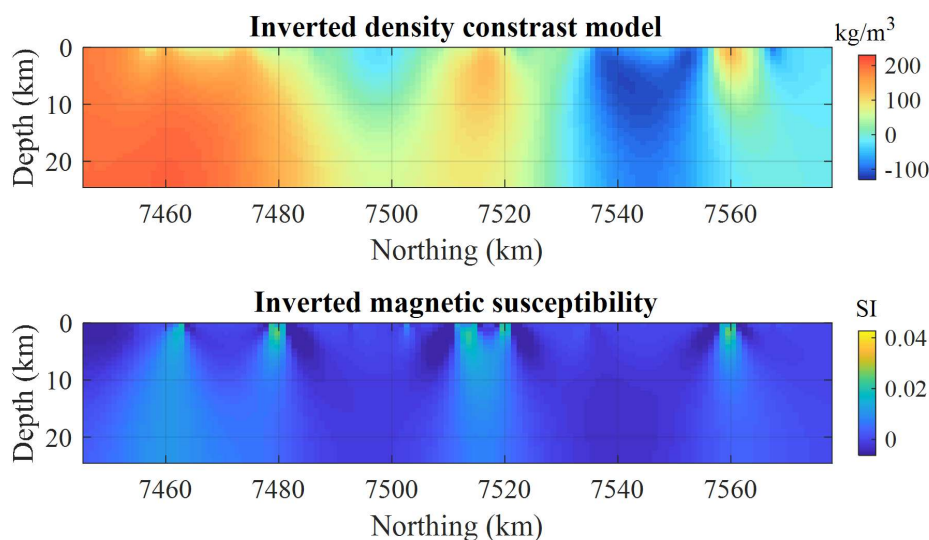 Inverted density constrast model
kg/m³
0
10
20
Depth (km)
200
100
0
-100
7460 7480 7500 7520 7540 7560
Northing (km)
Inverted magnetic susceptibility
SI
0
10
20
Depth (km)
0.04
0.02
0
7460 7480 7500 7520 7540 7560
Northing (km)